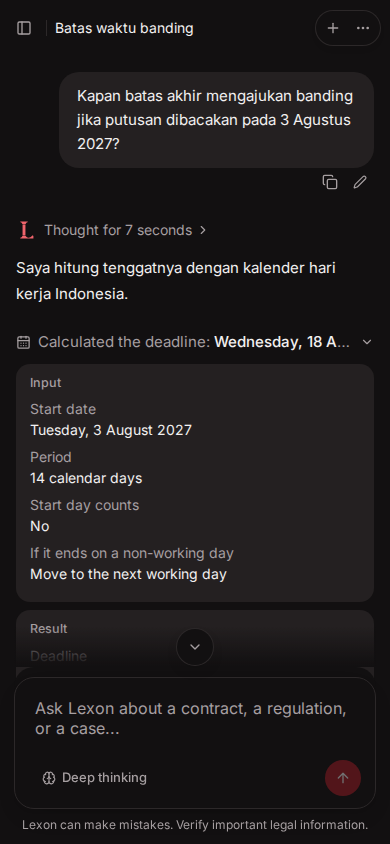 Batas waktu banding
Kapan batas akhir mengajukan banding
jika putusan dibacakan pada 3 Agustus
2027?
L Thought for 7 seconds
Saya hitung tenggatnya dengan kalender hari
kerja Indonesia.
Calculated the deadline: Wednesday, 18 A...
Input
Start date
Tuesday, 3 August 2027
Period
14 calendar days
Start day counts
No
If it ends on a non-working day
Move to the next working day
Result
Deadline
Ask Lexon about a contract, a regulation,
or a case...
Deep thinking
Lexon can make mistakes. Verify important legal information.